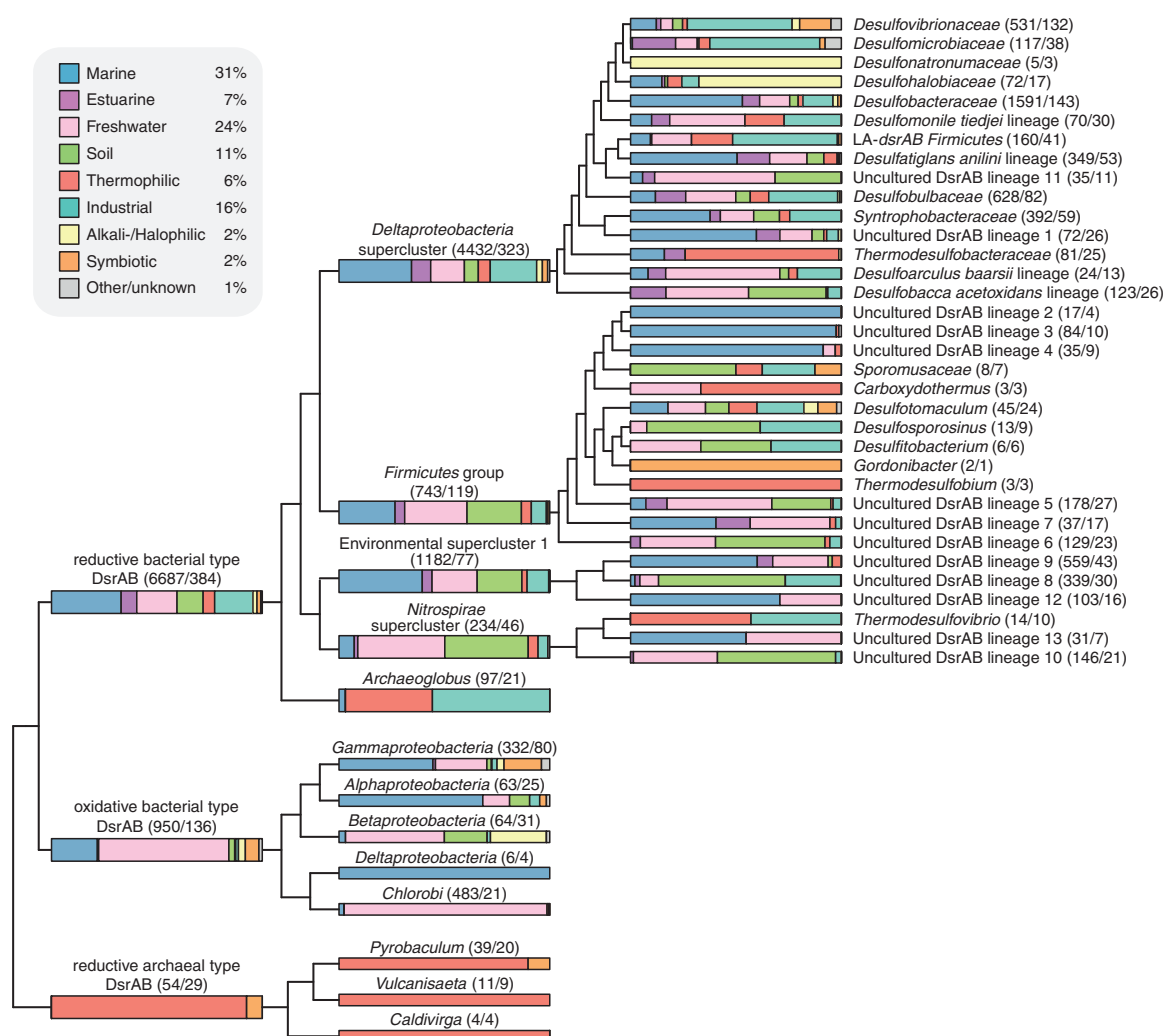 Marine 31%
Estuarine 7%
Freshwater 24%
Soil 11%
Thermophilic 6%
Industrial 16%
Alkali-/Halophilic 2%
Symbiotic 2%
Other/unknown 1%
reductive bacterial type
DsrAB (6687/384)
oxidative bacterial type
DsrAB (950/136)
reductive archaeal type
DsrAB (54/29)
Deltaproteobacteria
supercluster (4432/323)
Firmicutes group
(743/119)
Environmental supercluster 1
(1182/77)
Nitrospirae
supercluster (234/46)
Archaeoglobus (97/21)
Gammaproteobacteria (332/80)
Alphaproteobacteria (63/25)
Betaproteobacteria (64/31)
Deltaproteobacteria (6/4)
Chlorobi (483/21)
Pyrobaculum (39/20)
Vulcanisaeta (11/9)
Caldivirga (4/4)
Desulfovibrionaceae (531/132)
Desulfomicrobiaceae (117/38)
Desulfonatronumaceae (5/3)
Desulfohalobiaceae (72/17)
Desulfobacteraceae (1591/143)
Desulfomonile tiedjei lineage (70/30)
LA-dsrAB Firmicutes (160/41)
Desulfatiglans anilini lineage (349/53)
Uncultured DsrAB lineage 11 (35/11)
Desulfobulbaceae (628/82)
Syntrophobacteraceae (392/59)
Uncultured DsrAB lineage 1 (72/26)
Thermodesulfobacteraceae (81/25)
Desulfoarculus baarsii lineage (24/13)
Desulfobacca acetoxidans lineage (123/26)
Uncultured DsrAB lineage 2 (17/4)
Uncultured DsrAB lineage 3 (84/10)
Uncultured DsrAB lineage 4 (35/9)
Sporomusaceae (8/7)
Carboxydothermus (3/3)
Desulfotomaculum (45/24)
Desulfosporosinus (13/9)
Desulfitobacterium (6/6)
Gordonibacter (2/1)
Thermodesulfobium (3/3)
Uncultured DsrAB lineage 5 (178/27)
Uncultured DsrAB lineage 7 (37/17)
Uncultured DsrAB lineage 6 (129/23)
Uncultured DsrAB lineage 9 (559/43)
Uncultured DsrAB lineage 8 (339/30)
Uncultured DsrAB lineage 12 (103/16)
Thermodesulfovibrio (14/10)
Uncultured DsrAB lineage 13 (31/7)
Uncultured DsrAB lineage 10 (146/21)